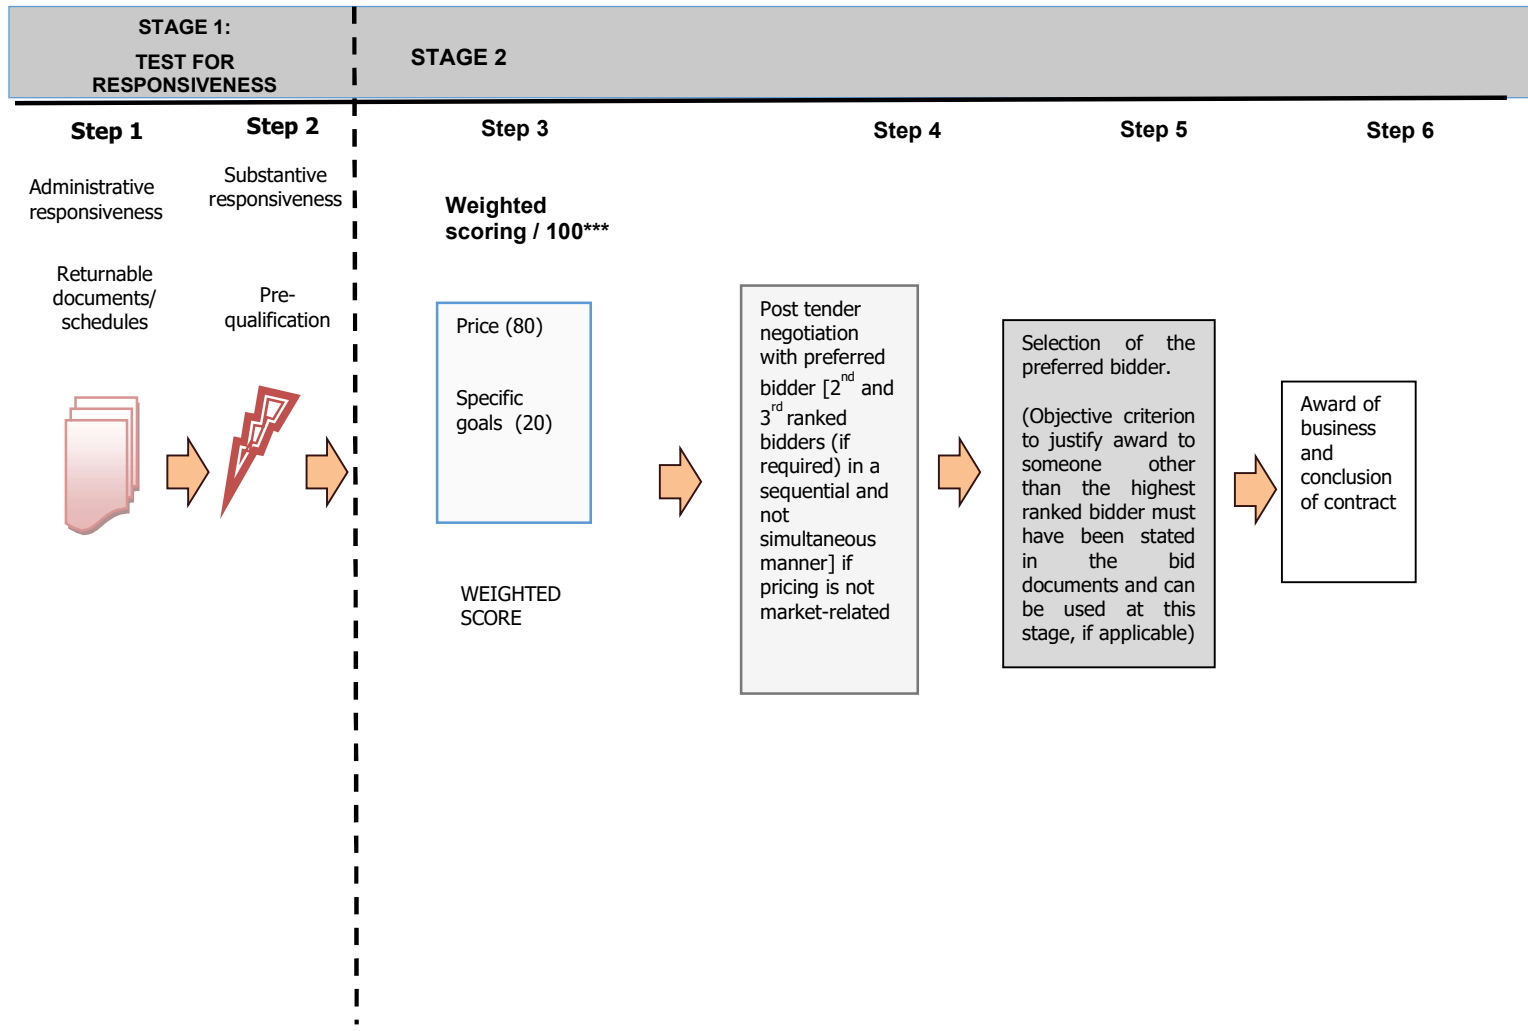 STAGE 1:
TEST FOR
RESPONSIVENESS
STAGE 2
Step 1
Step 2
Step 3
Step 4
Step 5
Step 6
Administrative
responsiveness
Returnable
documents/
schedules
Substantive
responsiveness
Pre-
qualification
Weighted
scoring / 100***
Price (80)
Specific
goals (20)
WEIGHTED
SCORE
Post tender
negotiation
with preferred
bidder [2nd and
3rd ranked
bidders (if
required) in a
sequential and
not
simultaneous
manner] if
pricing is not
market-related
Selection of the
preferred bidder.
(Objective criterion
to justify award to
someone other
than the highest
ranked bidder must
have been stated
in the bid
documents and can
be used at this
stage, if applicable)
Award of
business
and
conclusion
of contract